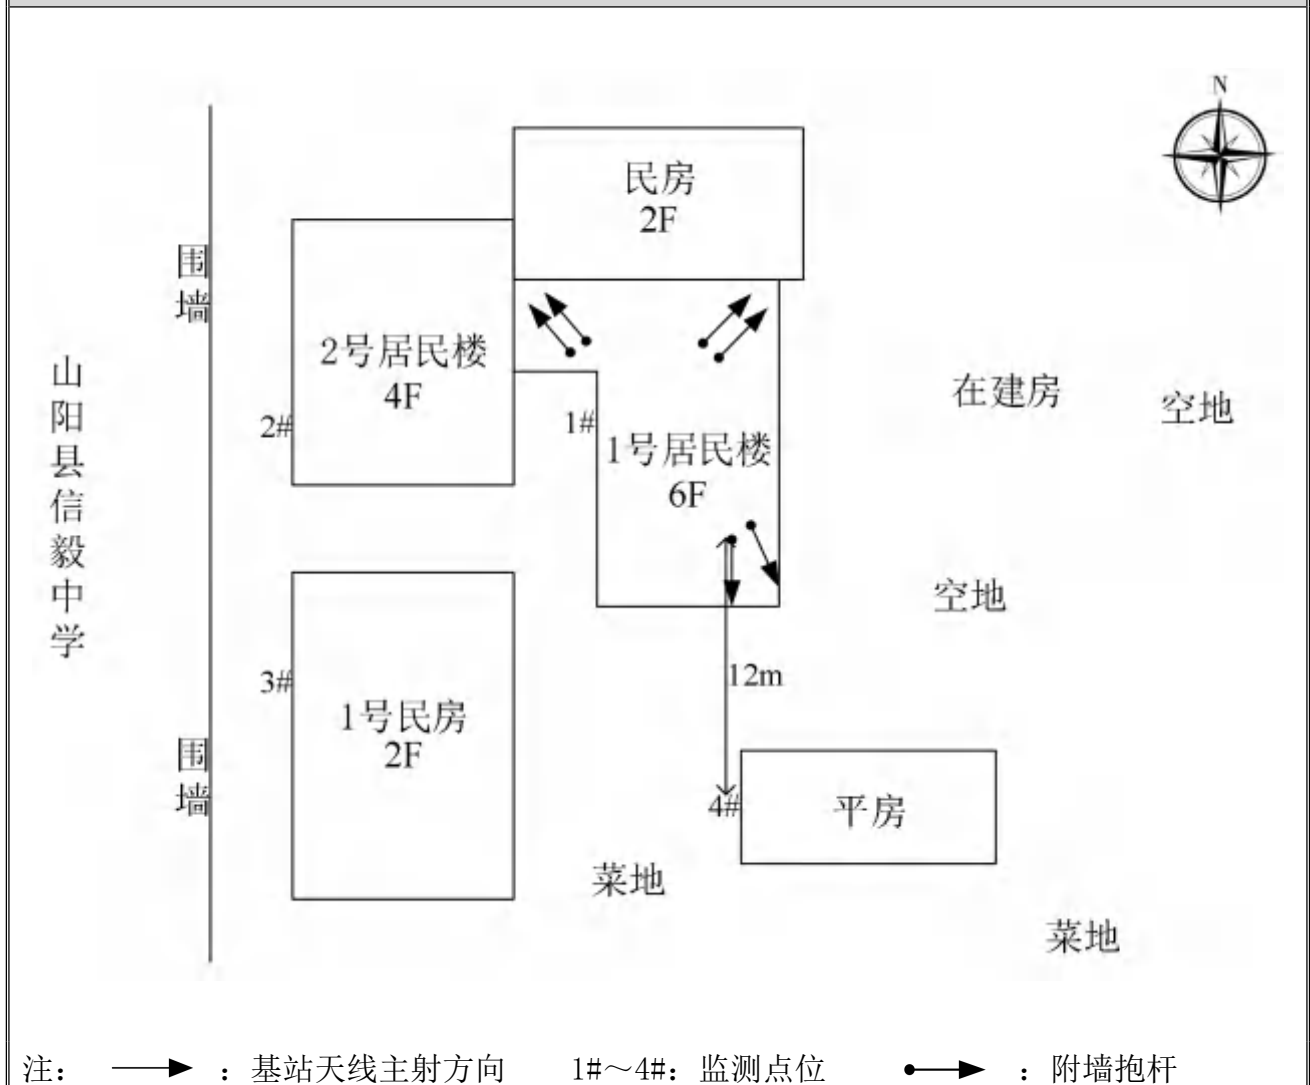 N
民房
2F
围墙
2号居民楼
4F
山阳县信毅中学
在建房
空地
2#
1#
1号居民楼
6F
空地
3#
12m
1号民房
2F
围墙
4#
平房
菜地
菜地
注： ：基站天线主射方向 1#～4#：监测点位 ：附墙抱杆